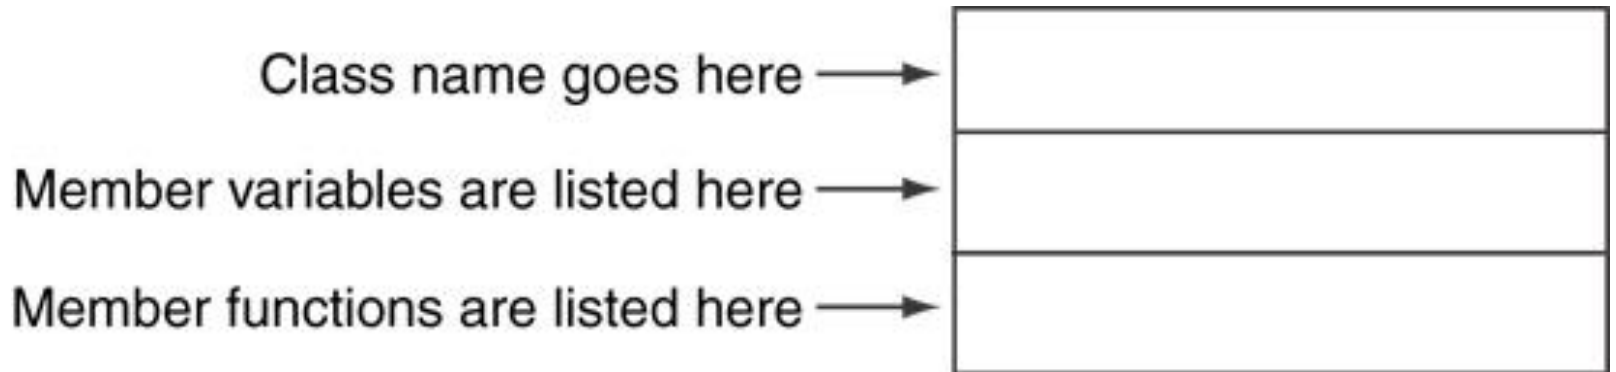 Class name goes here
Member variables are listed here
Member functions are listed here